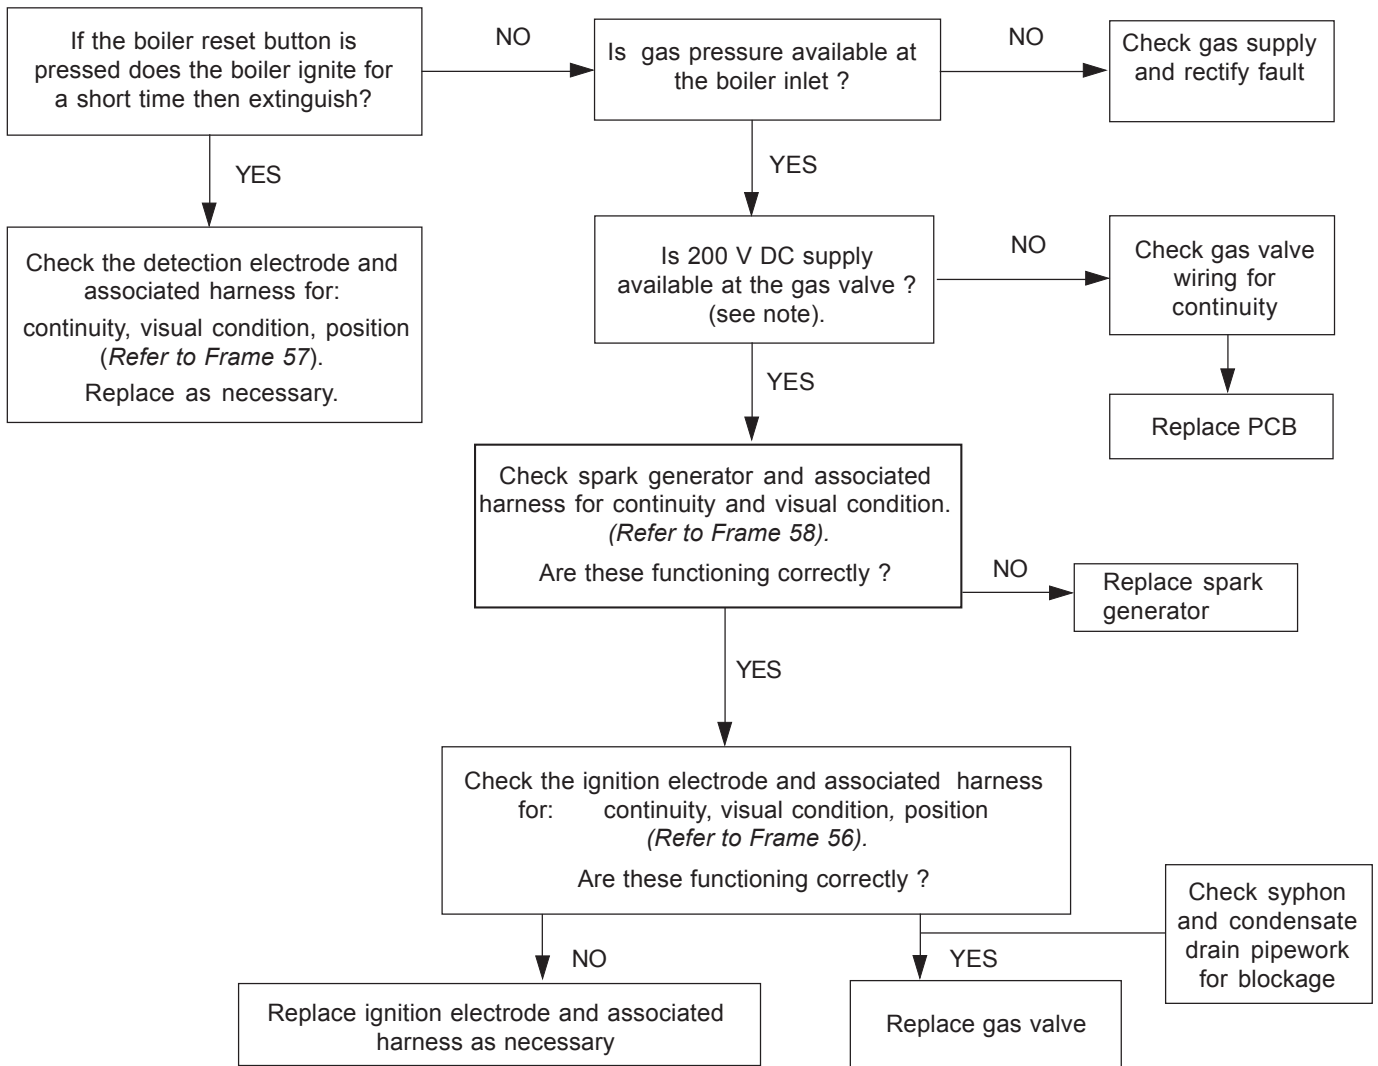 If the boiler reset button is
pressed does the boiler ignite for
a short time then extinguish?
NO
Is gas pressure available at
the boiler inlet ?
NO
Check gas supply
and rectify fault
YES
YES
Check the detection electrode and
associated harness for:
continuity, visual condition, position
(Refer to Frame 57).
Replace as necessary.
Is 200 V DC supply
available at the gas valve ?
(see note).
NO
Check gas valve
wiring for
continuity
YES
Replace PCB
Check spark generator and associated
harness for continuity and visual condition.
(Refer to Frame 58).
Are these functioning correctly ?
NO
Replace spark
generator
YES
Check the ignition electrode and associated harness
for: continuity, visual condition, position
(Refer to Frame 56).
Are these functioning correctly ?
Check syphon
and condensate
drain pipework
for blockage
NO
YES
Replace ignition electrode and associated
harness as necessary
Replace gas valve